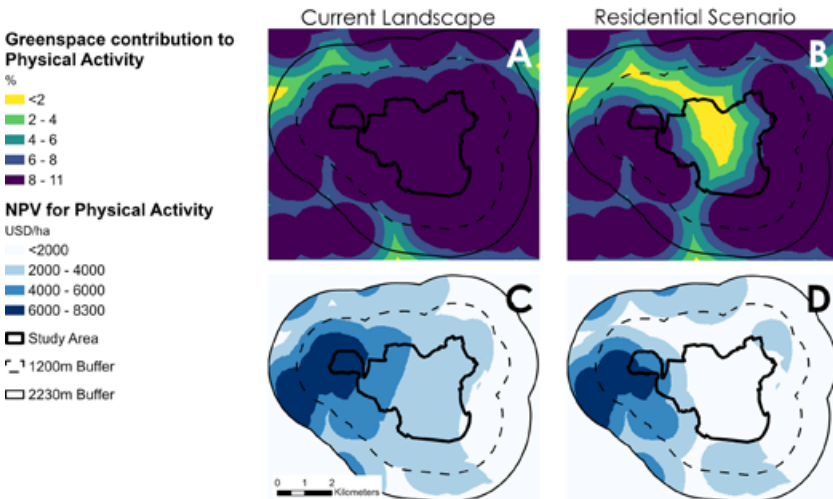 Current Landscape
Residential Scenario
Greenspace contribution to
Physical Activity
%
<2
2 - 4
4 - 6
6 - 8
8 - 11
NPV for Physical Activity
USD/ha
<2000
2000 - 4000
4000 - 6000
6000 - 8300
Study Area
1200m Buffer
2230m Buffer
A
B
C
D
0 1 2
Kilometers